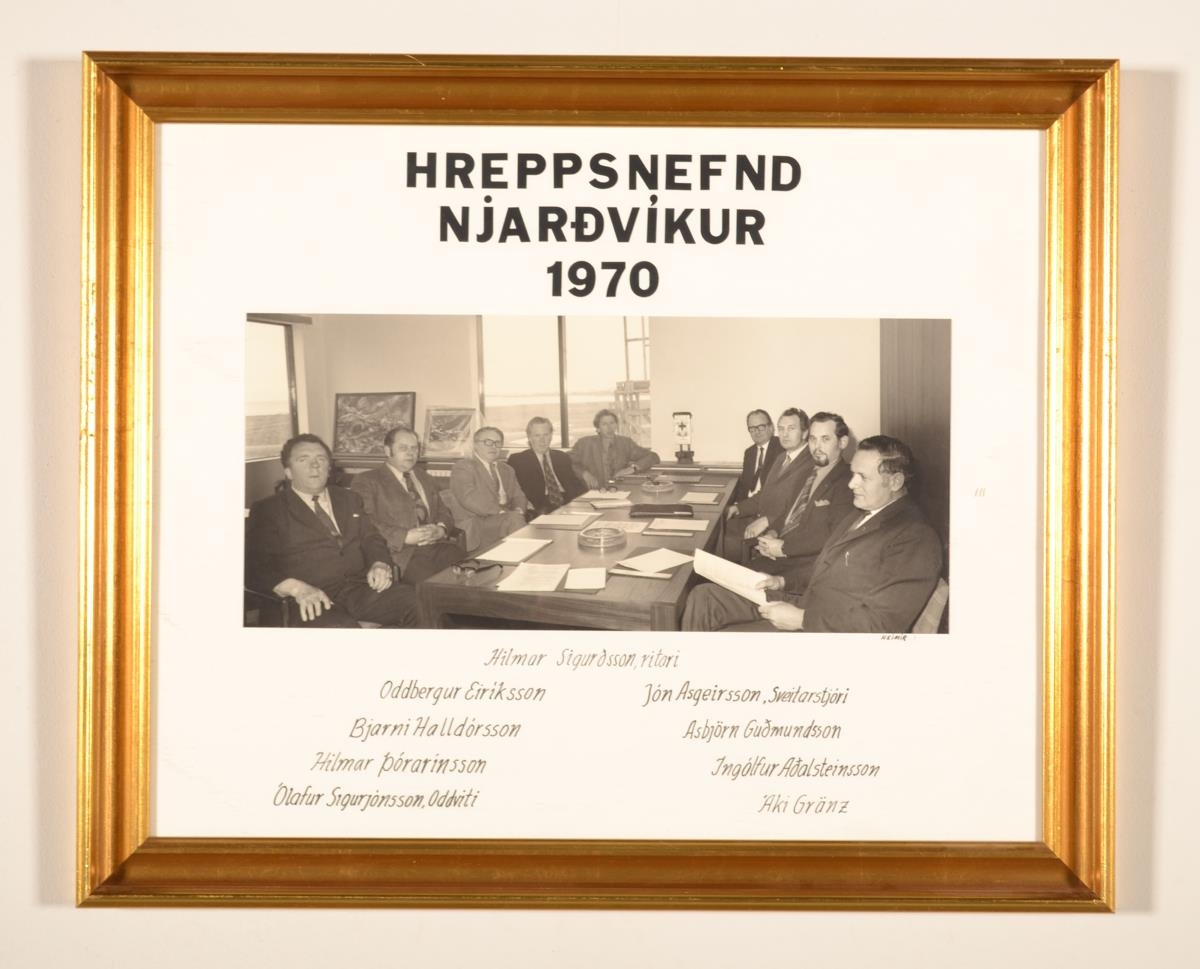 HREPPSNEFND
NJARÐVÍKUR
1970
HEIMIR
Hilmar Sigurðsson, ritari
Oddbergur Eiríksson
Jón Asgeirsson, Sveitarstjóri
Bjarni Halldórsson
Asbjörn Guðmundsson
Hilmar Þórarinsson
Ingólfur Aðalsteinsson
Ólafur Sigurjónsson, Oddviti
Áki Gränz